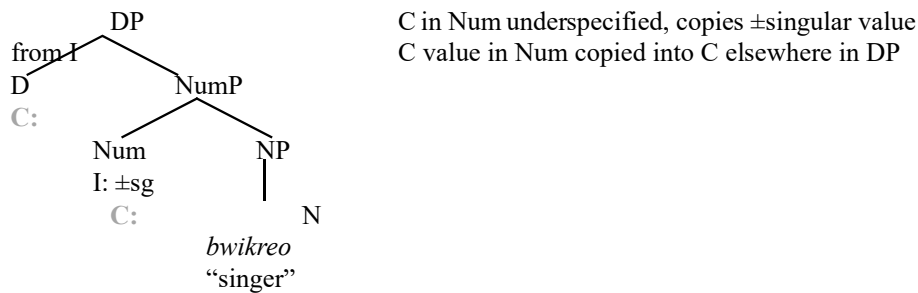 DP
C in Num underspecified, copies ±singular value
from I
C value in Num copied into C elsewhere in DP
D
NumP
C:
Num
NP
I: ±sg
C:
N
bwikreo
“singer”